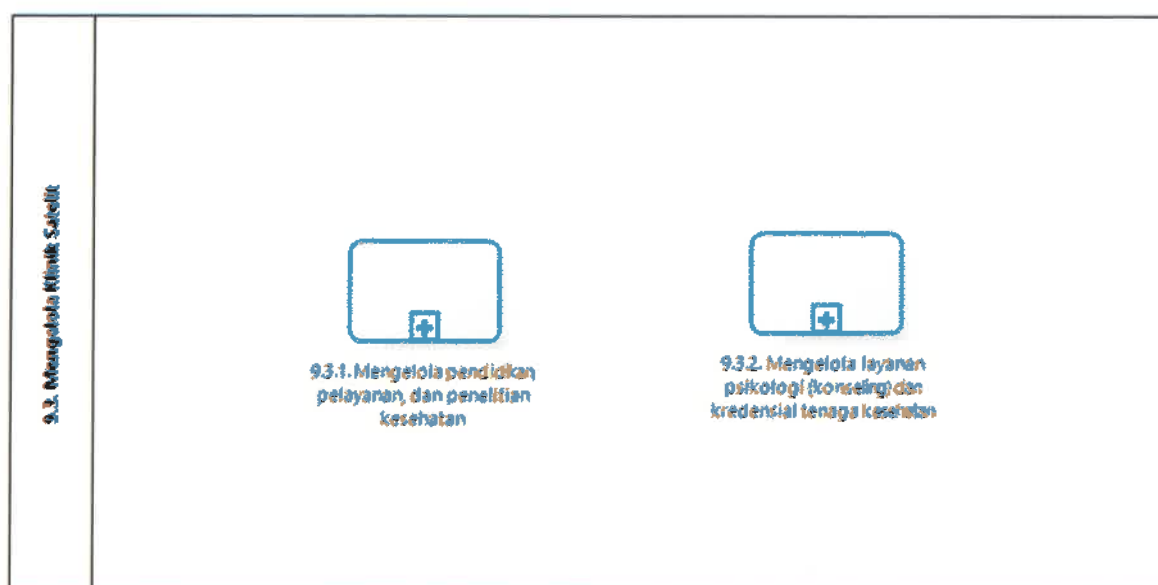 9.3. Mengelola Klinik Satelit
9.3.1. Mengelola pendidikan,
pelayanan, dan penelitian
kesehatan
9.3.2. Mengelola layanan
psikologi (konseling) dan
kredensial tenaga kesehatan